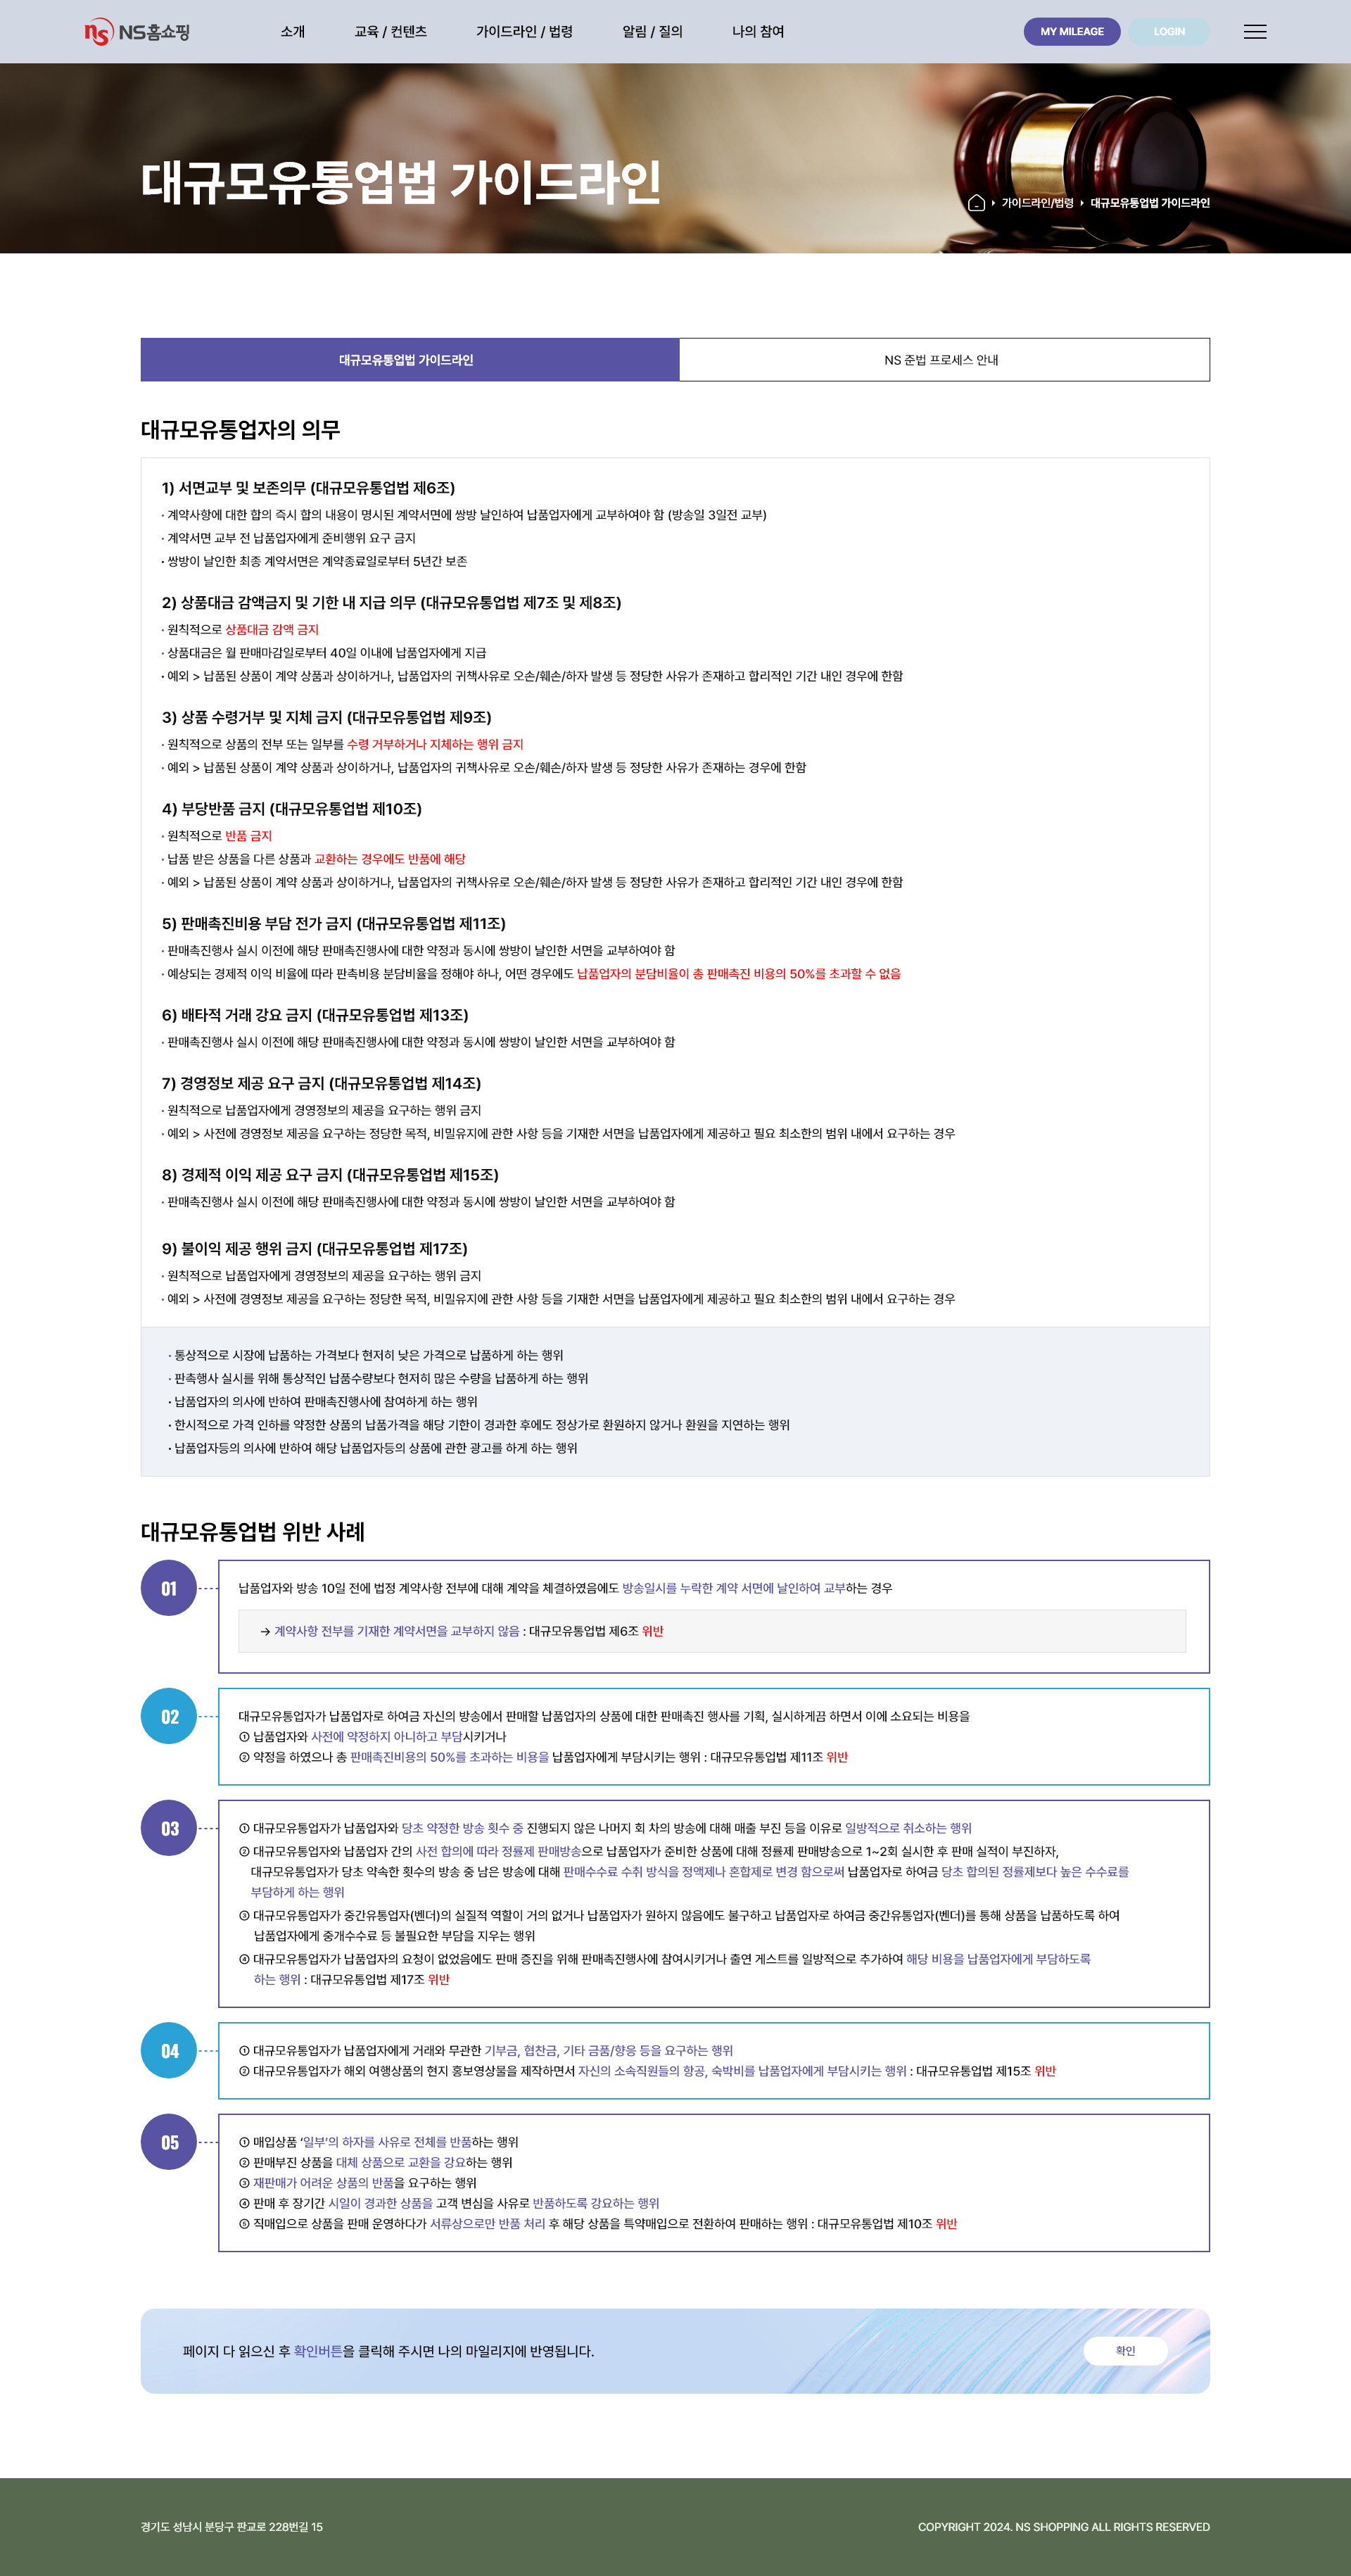 NS홈쇼핑
소개 교육 / 컨텐츠 가이드라인 / 법령 알림 / 질의 나의 참여
MY MILEAGE LOGIN
대규모유통업법 가이드라인
가이드라인/법령 대규모유통업법 가이드라인
대규모유통업법 가이드라인 NS 준법 프로세스 안내
대규모유통업자의 의무
1) 서면교부 및 보존의무 (대규모유통업법 제6조)
· 계약사항에 대한 합의 즉시 합의 내용이 명시된 계약서면에 쌍방 날인하여 납품업자에게 교부하여야 함 (방송일 3일전 교부)
· 계약서면 교부 전 납품업자에게 준비행위 요구 금지
· 쌍방이 날인한 최종 계약서면은 계약종료일로부터 5년간 보존
2) 상품대금 감액금지 및 기한 내 지급 의무 (대규모유통업법 제7조 및 제8조)
· 원칙적으로 상품대금 감액 금지
· 상품대금은 월 판매마감일로부터 40일 이내에 납품업자에게 지급
· 예외 > 납품된 상품이 계약 상품과 상이하거나, 납품업자의 귀책사유로 오손/훼손/하자 발생 등 정당한 사유가 존재하고 합리적인 기간 내인 경우에 한함
3) 상품 수령거부 및 지체 금지 (대규모유통업법 제9조)
· 원칙적으로 상품의 전부 또는 일부를 수령 거부하거나 지체하는 행위 금지
· 예외 > 납품된 상품이 계약 상품과 상이하거나, 납품업자의 귀책사유로 오손/훼손/하자 발생 등 정당한 사유가 존재하는 경우에 한함
4) 부당반품 금지 (대규모유통업법 제10조)
· 원칙적으로 반품 금지
· 납품 받은 상품을 다른 상품과 교환하는 경우에도 반품에 해당
· 예외 > 납품된 상품이 계약 상품과 상이하거나, 납품업자의 귀책사유로 오손/훼손/하자 발생 등 정당한 사유가 존재하고 합리적인 기간 내인 경우에 한함
5) 판매촉진비용 부담 전가 금지 (대규모유통업법 제11조)
· 판매촉진행사 실시 이전에 해당 판매촉진행사에 대한 약정과 동시에 쌍방이 날인한 서면을 교부하여야 함
· 예상되는 경제적 이익 비율에 따라 판촉비용 분담비율을 정해야 하나, 어떤 경우에도 납품업자의 분담비율이 총 판매촉진 비용의 50%를 초과할 수 없음
6) 배타적 거래 강요 금지 (대규모유통업법 제13조)
· 판매촉진행사 실시 이전에 해당 판매촉진행사에 대한 약정과 동시에 쌍방이 날인한 서면을 교부하여야 함
7) 경영정보 제공 요구 금지 (대규모유통업법 제14조)
· 원칙적으로 납품업자에게 경영정보의 제공을 요구하는 행위 금지
· 예외 > 사전에 경영정보 제공을 요구하는 정당한 목적, 비밀유지에 관한 사항 등을 기재한 서면을 납품업자에게 제공하고 필요 최소한의 범위 내에서 요구하는 경우
8) 경제적 이익 제공 요구 금지 (대규모유통업법 제15조)
· 판매촉진행사 실시 이전에 해당 판매촉진행사에 대한 약정과 동시에 쌍방이 날인한 서면을 교부하여야 함
9) 불이익 제공 행위 금지 (대규모유통업법 제17조)
· 원칙적으로 납품업자에게 경영정보의 제공을 요구하는 행위 금지
· 예외 > 사전에 경영정보 제공을 요구하는 정당한 목적, 비밀유지에 관한 사항 등을 기재한 서면을 납품업자에게 제공하고 필요 최소한의 범위 내에서 요구하는 경우
· 통상적으로 시장에 납품하는 가격보다 현저히 낮은 가격으로 납품하게 하는 행위
· 판촉행사 실시를 위해 통상적인 납품수량보다 현저히 많은 수량을 납품하게 하는 행위
· 납품업자의 의사에 반하여 판매촉진행사에 참여하게 하는 행위
· 한시적으로 가격 인하를 약정한 상품의 납품가격을 해당 기한이 경과한 후에도 정상가로 환원하지 않거나 환원을 지연하는 행위
· 납품업자등의 의사에 반하여 해당 납품업자등의 상품에 관한 광고를 하게 하는 행위
대규모유통업법 위반 사례
01
납품업자와 방송 10일 전에 법정 계약사항 전부에 대해 계약을 체결하였음에도 방송일시를 누락한 계약 서면에 날인하여 교부하는 경우
→ 계약사항 전부를 기재한 계약서면을 교부하지 않음 : 대규모유통업법 제6조 위반
02
대규모유통업자가 납품업자로 하여금 자신의 방송에서 판매할 납품업자의 상품에 대한 판매촉진 행사를 기획, 실시하게끔 하면서 이에 소요되는 비용을
① 납품업자와 사전에 약정하지 아니하고 부담시키거나
② 약정을 하였으나 총 판매촉진비용의 50%를 초과하는 비용을 납품업자에게 부담시키는 행위 : 대규모유통업법 제11조 위반
03
① 대규모유통업자가 납품업자와 당초 약정한 방송 횟수 중 진행되지 않은 나머지 회 차의 방송에 대해 매출 부진 등을 이유로 일방적으로 취소하는 행위
② 대규모유통업자와 납품업자 간의 사전 합의에 따라 정률제 판매방송으로 납품업자가 준비한 상품에 대해 정률제 판매방송으로 1~2회 실시한 후 판매 실적이 부진하자,
대규모유통업자가 당초 약속한 횟수의 방송 중 남은 방송에 대해 판매수수료 수취 방식을 정액제나 혼합제로 변경 함으로써 납품업자로 하여금 당초 합의된 정률제보다 높은 수수료를
부담하게 하는 행위
③ 대규모유통업자가 중간유통업자(벤더)의 실질적 역할이 거의 없거나 납품업자가 원하지 않음에도 불구하고 납품업자로 하여금 중간유통업자(벤더)를 통해 상품을 납품하도록 하여
납품업자에게 중개수수료 등 불필요한 부담을 지우는 행위
④ 대규모유통업자가 납품업자의 요청이 없었음에도 판매 증진을 위해 판매촉진행사에 참여시키거나 출연 게스트를 일방적으로 추가하여 해당 비용을 납품업자에게 부담하도록
하는 행위 : 대규모유통업법 제17조 위반
04
① 대규모유통업자가 납품업자에게 거래와 무관한 기부금, 협찬금, 기타 금품/향응 등을 요구하는 행위
② 대규모유통업자가 해외 여행상품의 현지 홍보영상물을 제작하면서 자신의 소속직원들의 항공, 숙박비를 납품업자에게 부담시키는 행위 : 대규모유통업법 제15조 위반
05
① 매입상품 ‘일부’의 하자를 사유로 전체를 반품하는 행위
② 판매부진 상품을 대체 상품으로 교환을 강요하는 행위
③ 재판매가 어려운 상품의 반품을 요구하는 행위
④ 판매 후 장기간 시일이 경과한 상품을 고객 변심을 사유로 반품하도록 강요하는 행위
⑤ 직매입으로 상품을 판매 운영하다가 서류상으로만 반품 처리 후 해당 상품을 특약매입으로 전환하여 판매하는 행위 : 대규모유통업법 제10조 위반
페이지 다 읽으신 후 확인버튼을 클릭해 주시면 나의 마일리지에 반영됩니다. 확인
경기도 성남시 분당구 판교로 228번길 15 COPYRIGHT 2024. NS SHOPPING ALL RIGHTS RESERVED